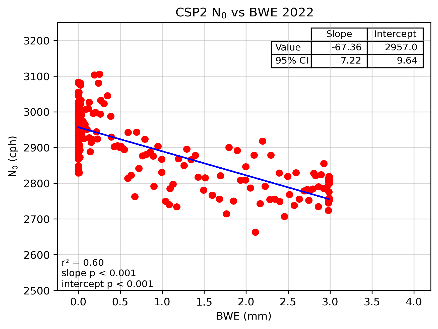 CSP2 N₀ vs BWE 2022
Slope Intercept
Value -67.36 2957.0
95% CI 7.22 9.64
3200
3100
3000
2900
2800
2700
2600
2500
N₀ (cph)
r² = 0.60
slope p < 0.001
intercept p < 0.001
0.0 0.5 1.0 1.5 2.0 2.5 3.0 3.5 4.0
BWE (mm)